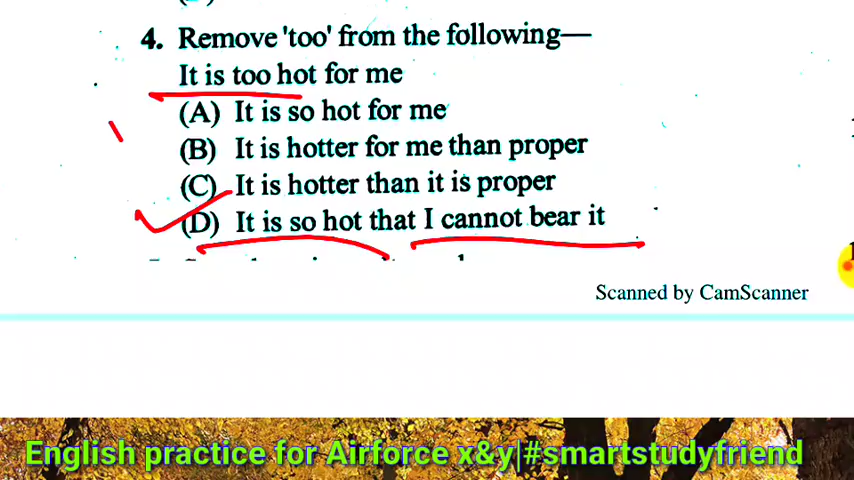 4. Remove 'too' from the following—
It is too hot for me
(A) It is so hot for me
(B) It is hotter for me than proper
(C) It is hotter than it is proper
(D) It is so hot that I cannot bear it
Scanned by CamScanner
English practice for Airforce x&y|#smartstudyfriend